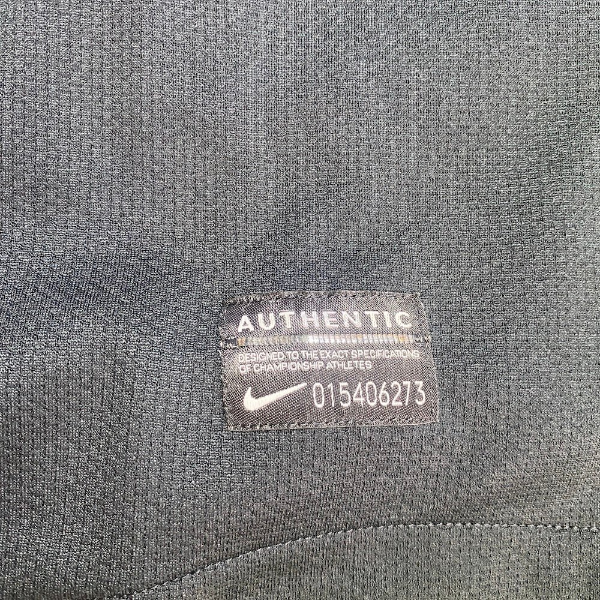 AUTHENTIC
DESIGNED TO THE EXACT SPECIFICATIONS
OF CHAMPIONSHIP ATHLETES
015406273